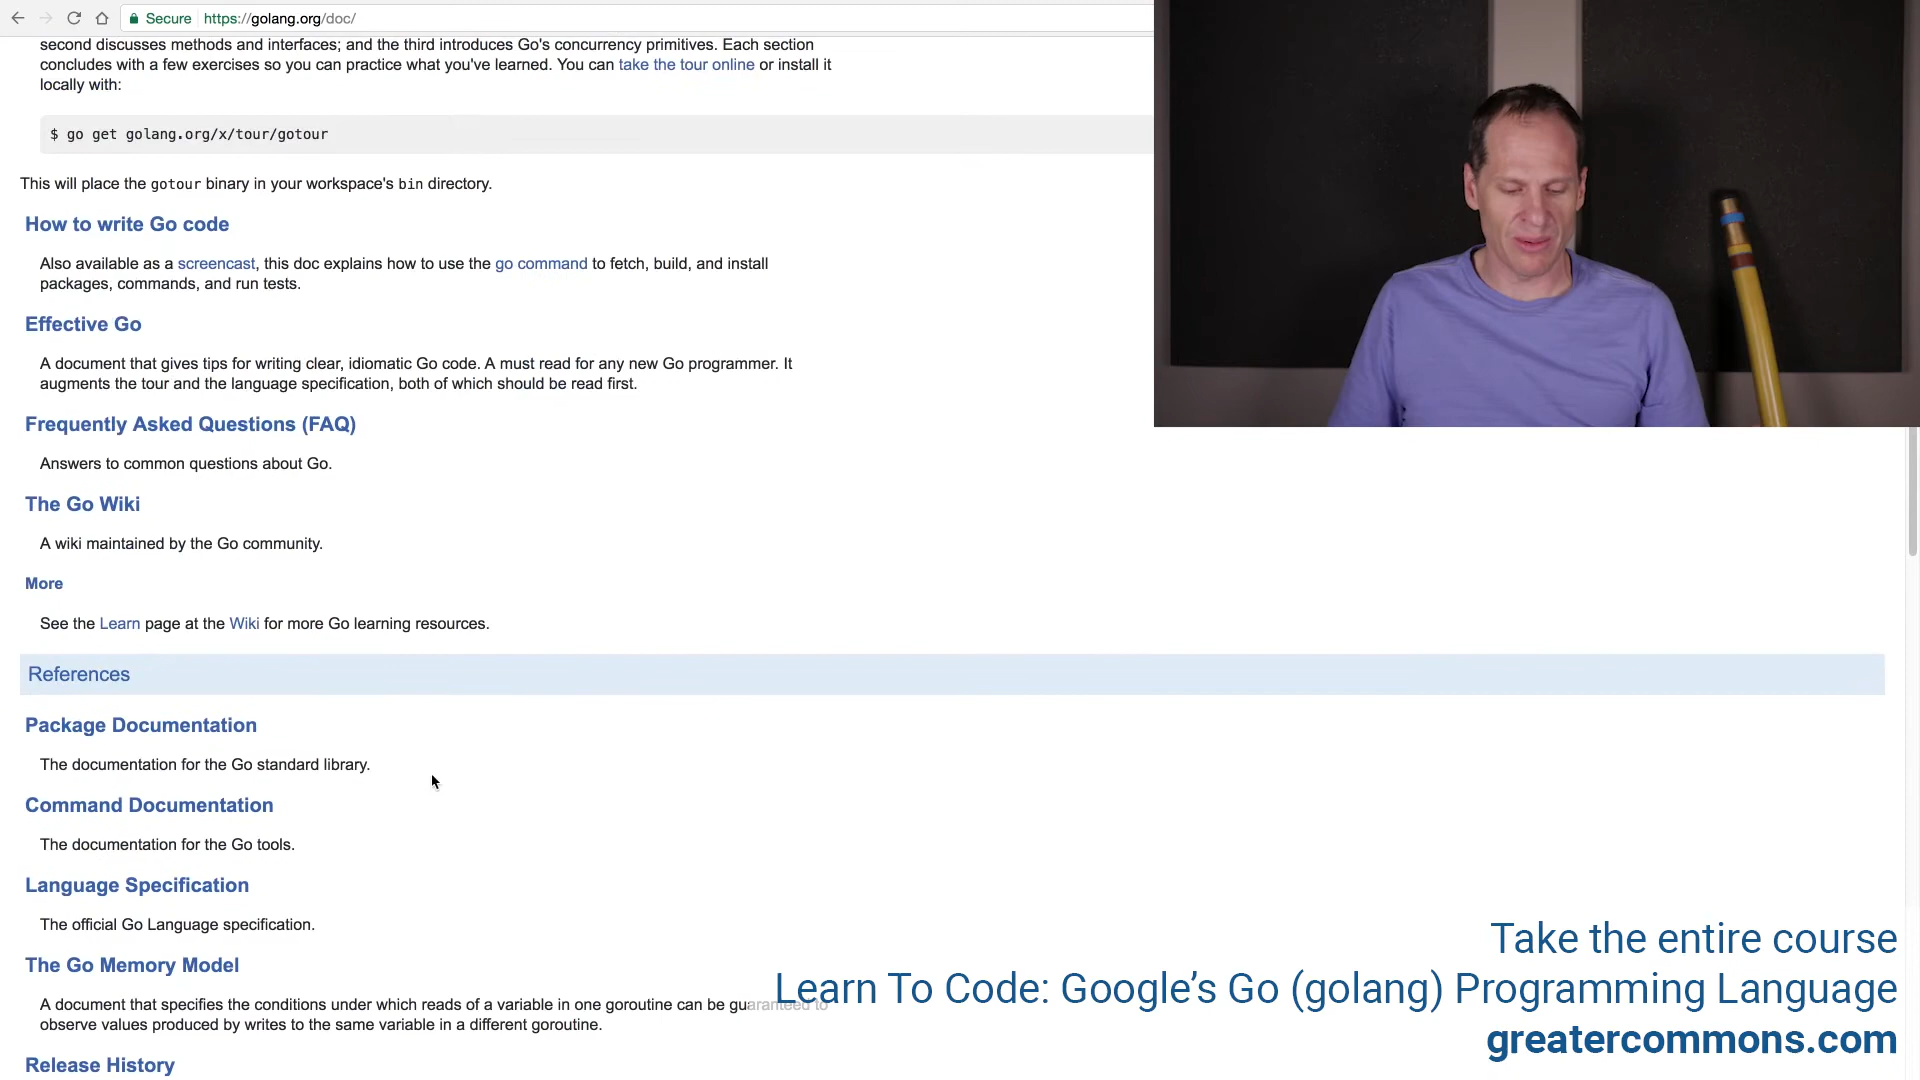 Secure https://golang.org/doc/
second discusses methods and interfaces; and the third introduces Go's concurrency primitives. Each section
concludes with a few exercises so you can practice what you've learned. You can take the tour online or install it
locally with:
$ go get golang.org/x/tour/gotour
This will place the gotour binary in your workspace's bin directory.
How to write Go code
Also available as a screencast, this doc explains how to use the go command to fetch, build, and install
packages, commands, and run tests.
Effective Go
A document that gives tips for writing clear, idiomatic Go code. A must read for any new Go programmer. It
augments the tour and the language specification, both of which should be read first.
Frequently Asked Questions (FAQ)
Answers to common questions about Go.
The Go Wiki
A wiki maintained by the Go community.
More
See the Learn page at the Wiki for more Go learning resources.
References
Package Documentation
The documentation for the Go standard library.
Command Documentation
The documentation for the Go tools.
Language Specification
The official Go Language specification.
The Go Memory Model
A document that specifies the conditions under which reads of a variable in one goroutine can be guaranteed to
observe values produced by writes to the same variable in a different goroutine.
Release History
Take the entire course
Learn To Code: Google’s Go (golang) Programming Language
greatercommons.com